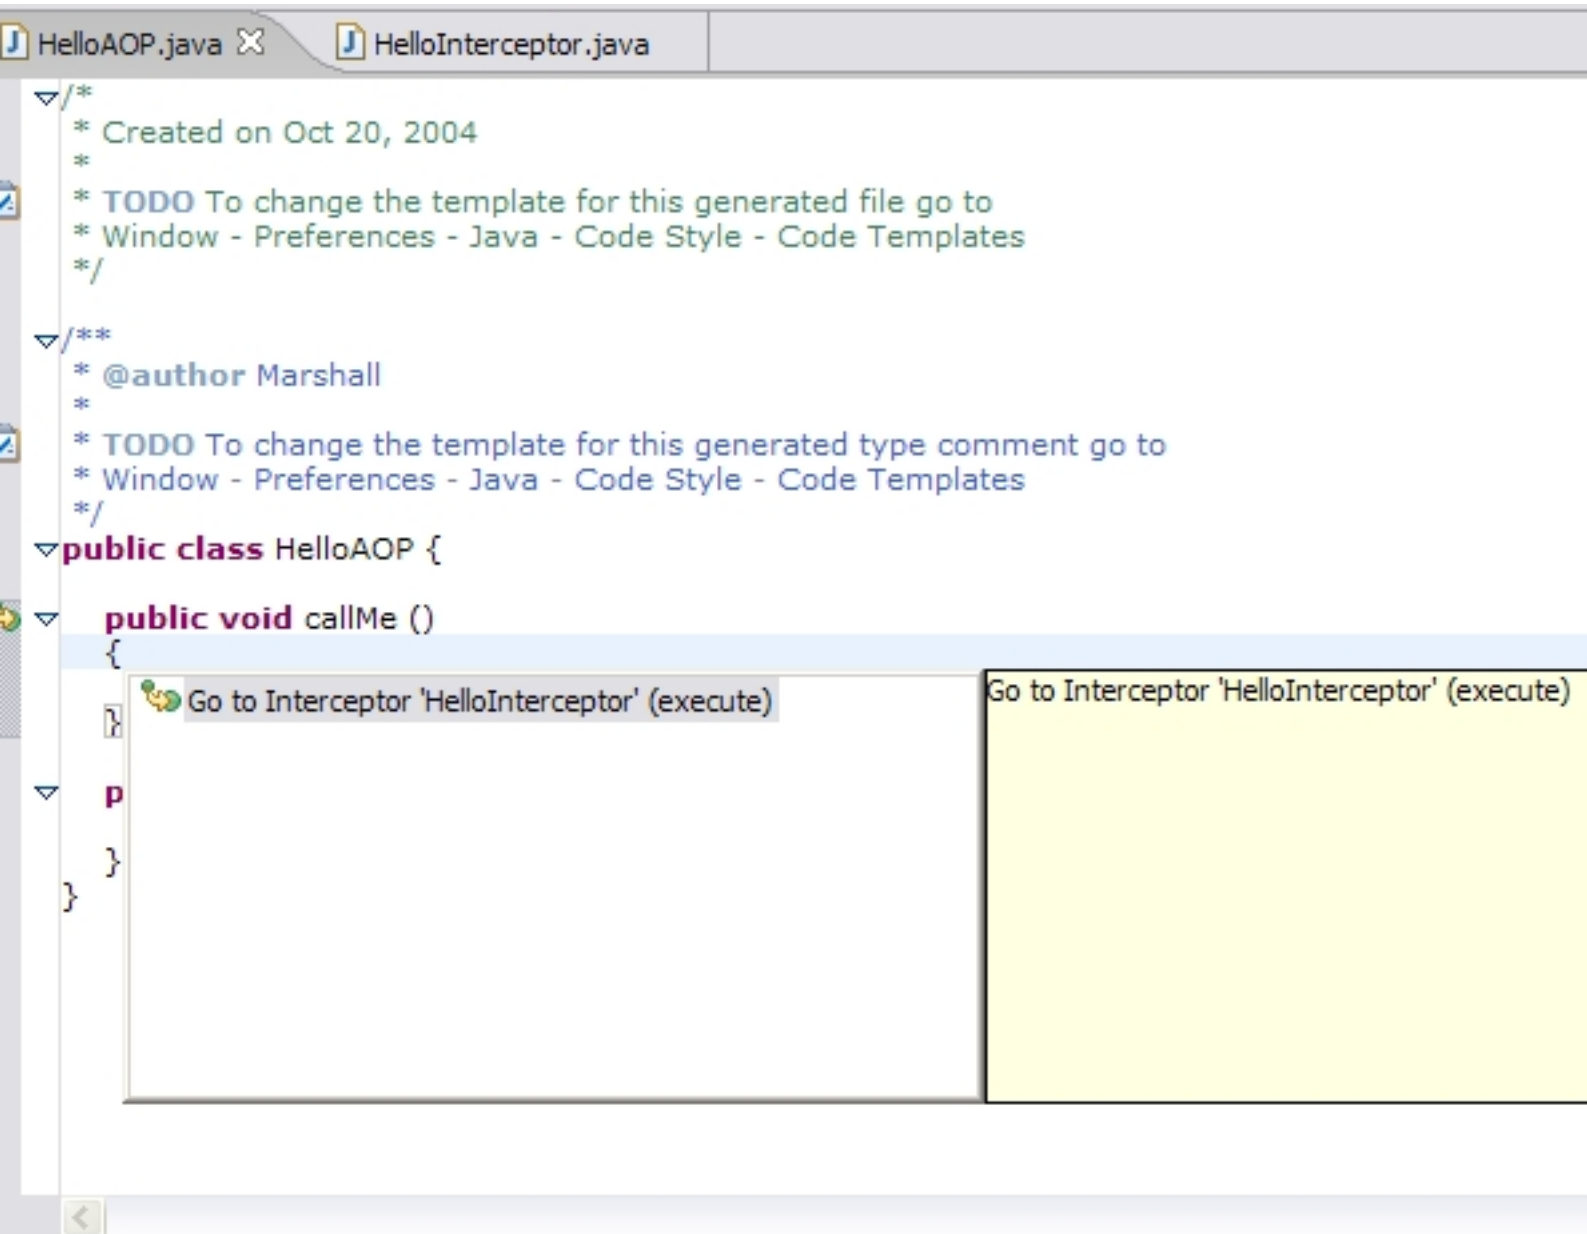 HelloAOP.java
HelloInterceptor.java
/*
* Created on Oct 20, 2004
*
* TODO To change the template for this generated file go to
* Window - Preferences - Java - Code Style - Code Templates
*/
/**
* @author Marshall
*
* TODO To change the template for this generated type comment go to
* Window - Preferences - Java - Code Style - Code Templates
*/
public class HelloAOP {
public void callMe ()
{
Go to Interceptor 'HelloInterceptor' (execute)
Go to Interceptor 'HelloInterceptor' (execute)
}
p
}
}